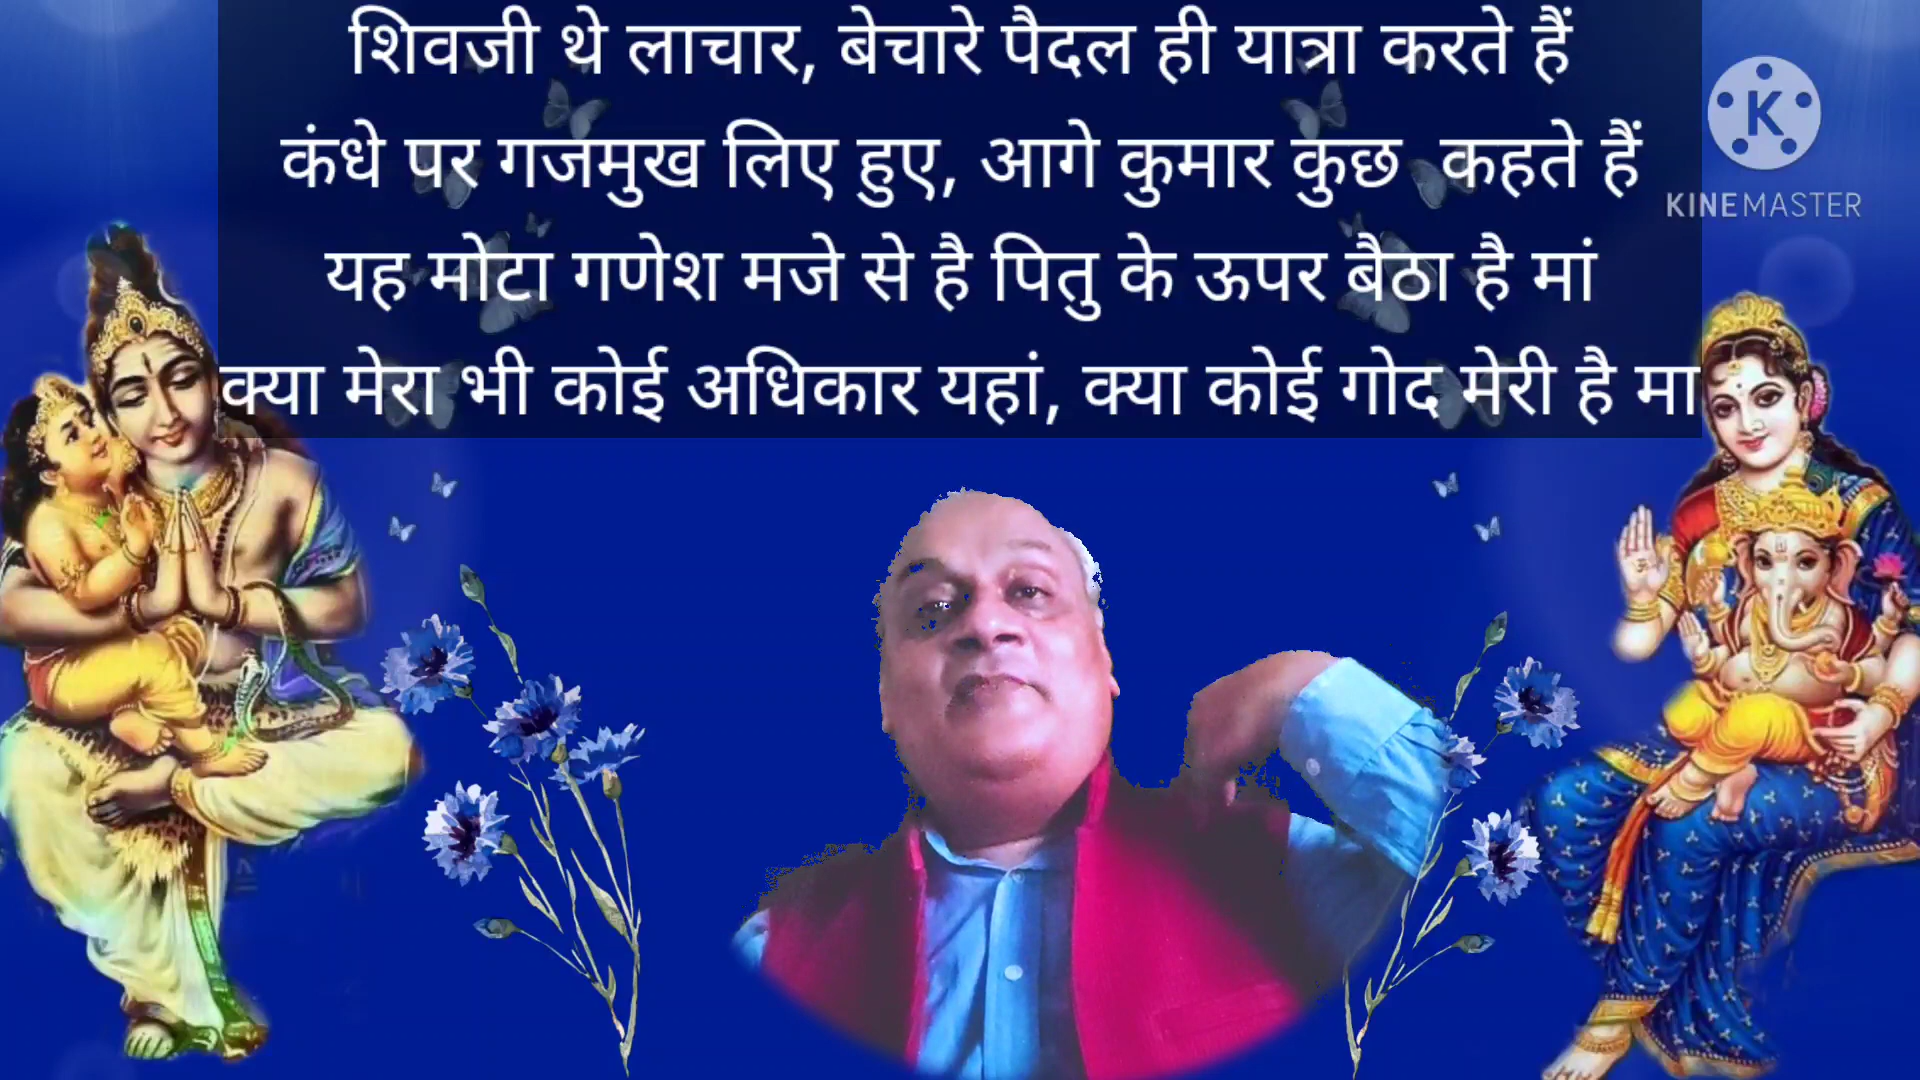 शिवजी थे लाचार, बेचारे पैदल ही यात्रा करते हैं
कंधे पर गजमुख लिए हुए, आगे कुमार कुछ कहते हैं
यह मोटा गणेश मजे से है पितु के ऊपर बैठा है मां
क्या मेरा भी कोई अधिकार यहां, क्या कोई गोद मेरी है मा
K
KINEMASTER